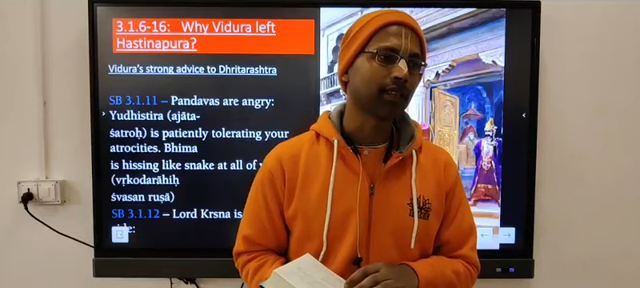 3.1.6-16: Why Vidura left
Hastinapura?
Vidura's strong advice to Dhritarashtra
SB 3.1.11 – Pandavas are angry:
Yudhistira (ajāta-
śatroḥ) is patiently tolerating your
atrocities. Bhima
is hissing like snake at all of
(vṛkodarāhiḥ
śvasan ruṣā)
SB 3.1.12 – Lord Krsna is